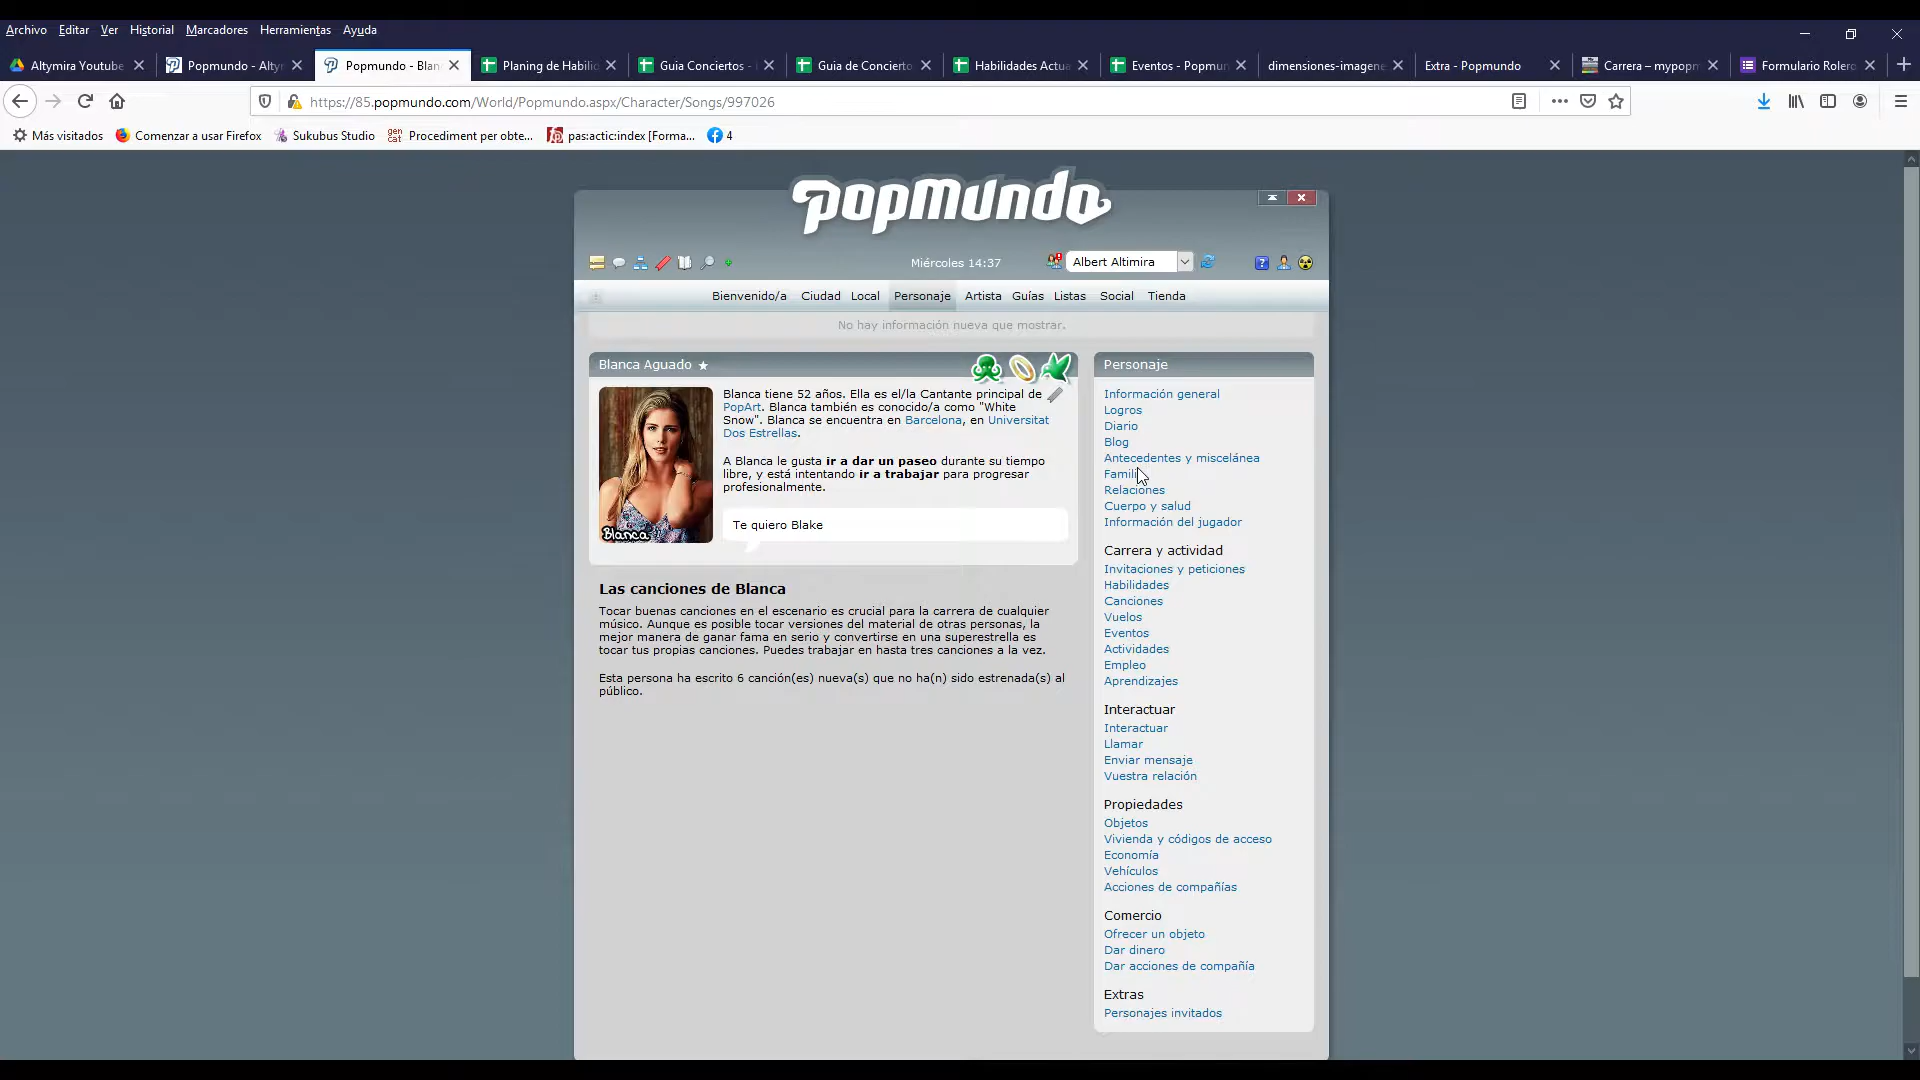 Archivo Editar Ver Historial Marcadores Herramientas Ayuda
Altymira Youtube
Popmundo - Alty
Popmundo - Blan
Planing de Habilid
Guia Conciertos -
Guia de Concierto
Habilidades Actua
Eventos - Popmun
dimensiones-imagene
Extra - Popmundo
Carrera – mypopm
Formulario Rolero
https://85.popmundo.com/World/Popmundo.aspx/Character/Songs/997026
Más visitados Comenzar a usar Firefox Sukubus Studio Procediment per obte... pas:actic:index [Forma... 4
popmundo
Miércoles 14:37 Albert Altimira
Bienvenido/a Ciudad Local Personaje Artista Guías Listas Social Tienda
No hay información nueva que mostrar.
Blanca Aguado
Blanca
Blanca tiene 52 años. Ella es el/la Cantante principal de
PopArt. Blanca también es conocido/a como "White
Snow". Blanca se encuentra en Barcelona, en Universitat
Dos Estrellas.
A Blanca le gusta ir a dar un paseo durante su tiempo
libre, y está intentando ir a trabajar para progresar
profesionalmente.
Te quiero Blake
Las canciones de Blanca
Tocar buenas canciones en el escenario es crucial para la carrera de cualquier
músico. Aunque es posible tocar versiones del material de otras personas, la
mejor manera de ganar fama en serio y convertirse en una superestrella es
tocar tus propias canciones. Puedes trabajar en hasta tres canciones a la vez.
Esta persona ha escrito 6 canción(es) nueva(s) que no ha(n) sido estrenada(s) al
público.
Personaje
Información general
Logros
Diario
Blog
Antecedentes y miscelánea
Famili
Relaciones
Cuerpo y salud
Información del jugador
Carrera y actividad
Invitaciones y peticiones
Habilidades
Canciones
Vuelos
Eventos
Actividades
Empleo
Aprendizajes
Interactuar
Interactuar
Llamar
Enviar mensaje
Vuestra relación
Propiedades
Objetos
Vivienda y códigos de acceso
Economía
Vehículos
Acciones de compañías
Comercio
Ofrecer un objeto
Dar dinero
Dar acciones de compañía
Extras
Personajes invitados